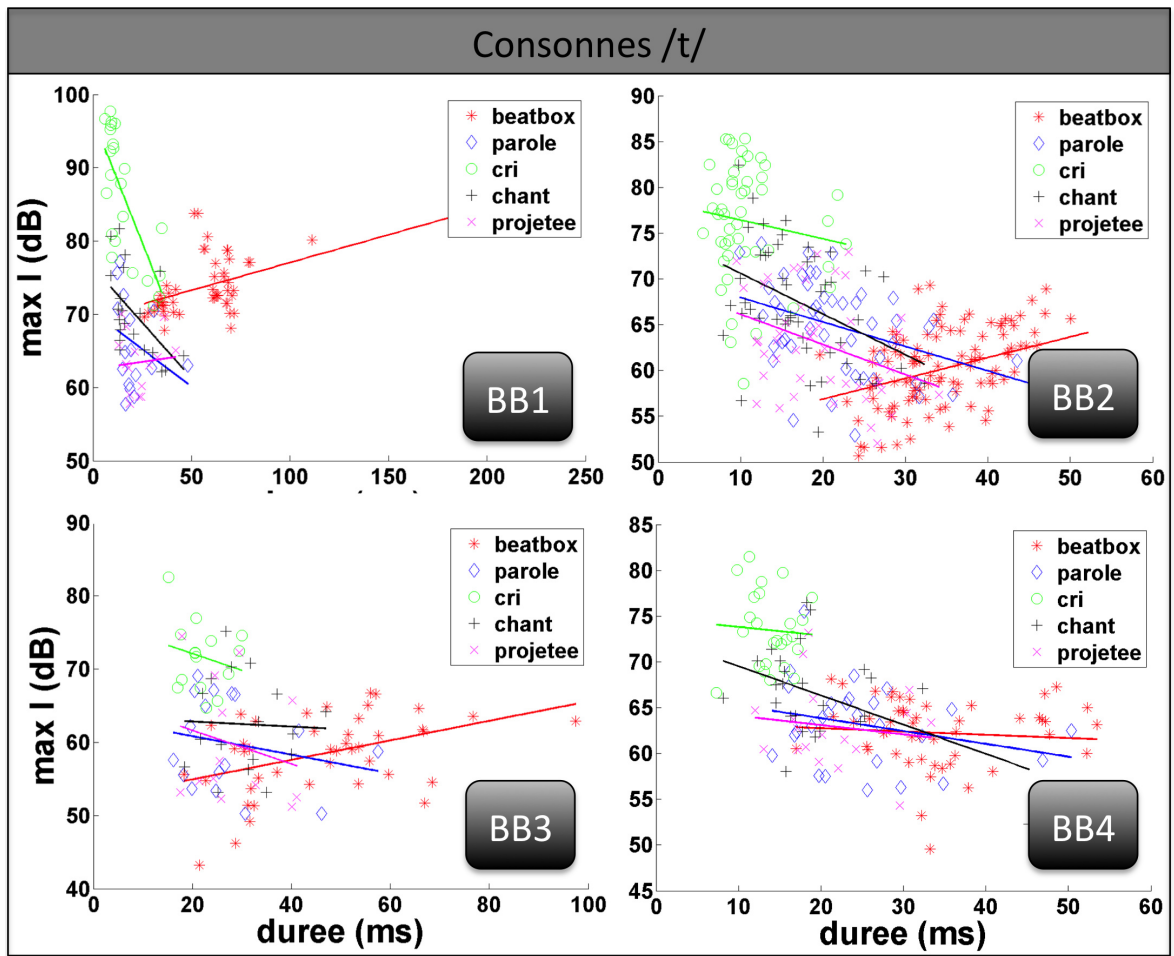 Consonnes /t/
max I (dB)
100
90
80
70
60
50
0
50
100
150
200
250
beatbox
parole
cri
chant
projetee
BB1
90
85
80
75
70
65
60
55
50
0
10
20
30
40
50
60
beatbox
parole
cri
chant
projetee
BB2
max I (dB)
90
80
70
60
50
40
0
20
40
60
80
100
duree (ms)
beatbox
parole
cri
chant
projetee
BB3
85
80
75
70
65
60
55
50
45
0
10
20
30
40
50
60
duree (ms)
beatbox
parole
cri
chant
projetee
BB4